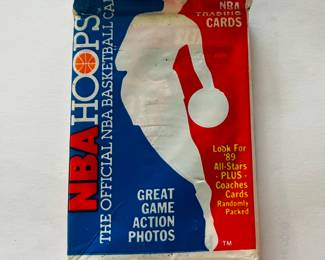 NBA
TRADING
CARDS
NBA HOOPS
THE OFFICIAL NBA BASKETBALL
Look For
'89
All-Stars
- PLUS -
Coaches
Cards
Randomly
Packed
GREAT
GAME
ACTION
PHOTOS
TM